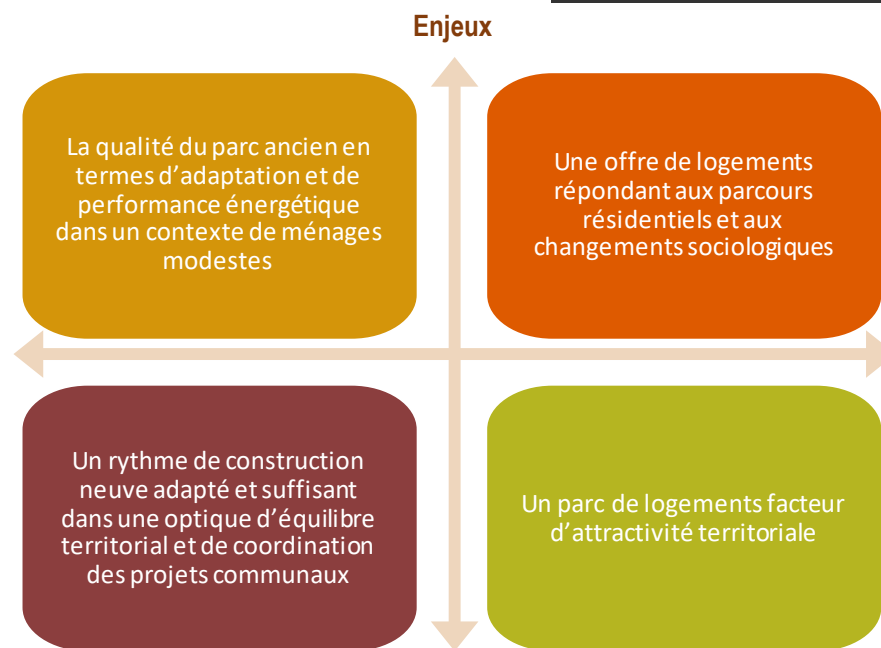 Enjeux
La qualité du parc ancien en
termes d’adaptation et de
performance énergétique
dans un contexte de ménages
modestes
Une offre de logements
répondant aux parcours
résidentiels et aux
changements sociologiques
Un rythme de construction
neuve adapté et suffisant
dans une optique d’équilibre
territorial et de coordination
des projets communaux
Un parc de logements facteur
d’attractivité territoriale